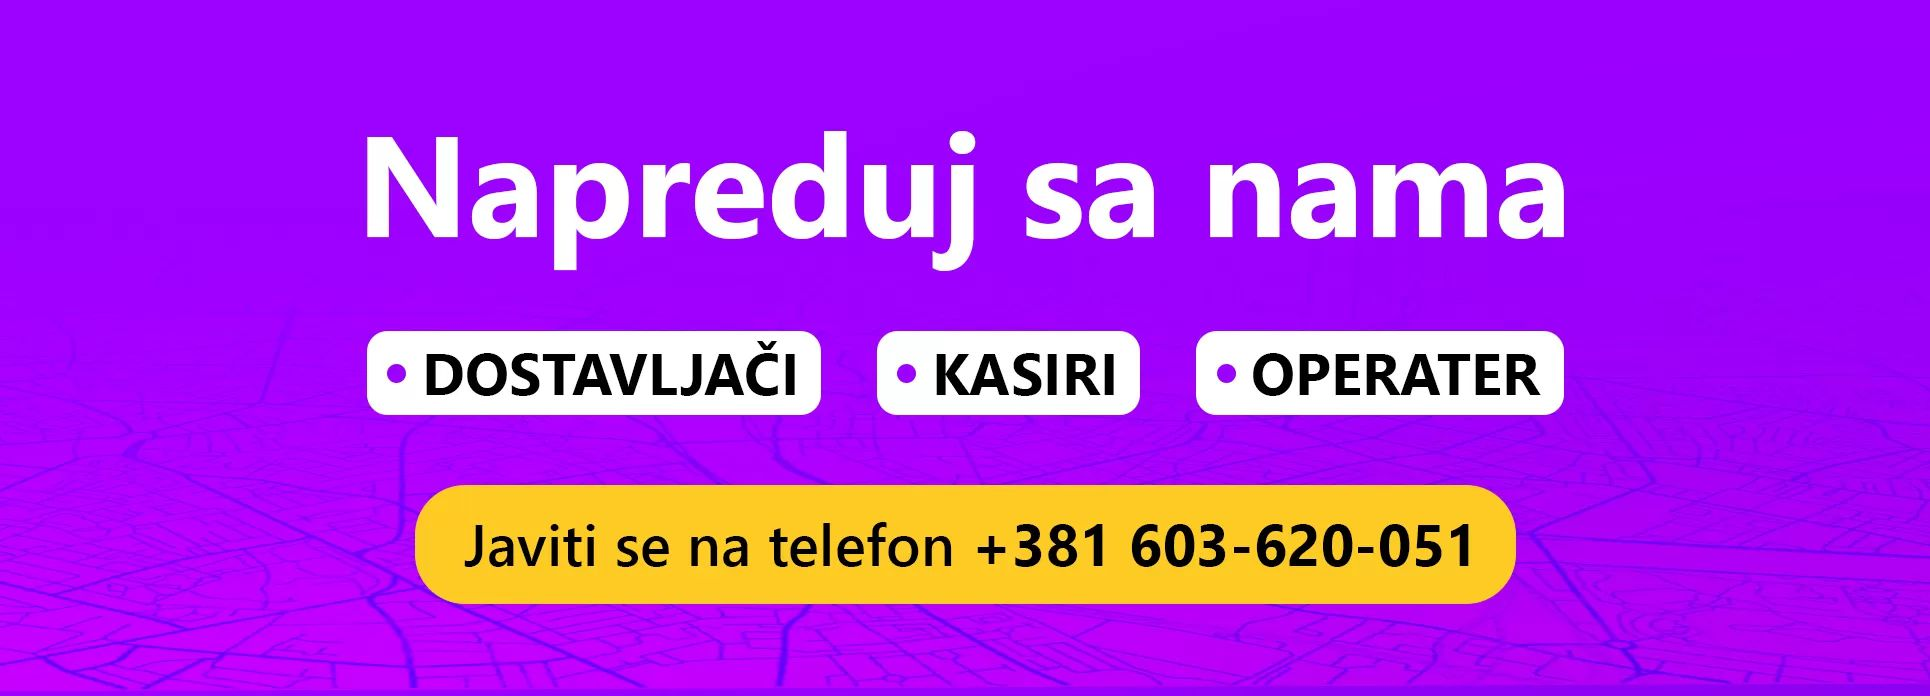 Napreduj sa nama
• DOSTAVLJAČI • KASIRI • OPERATER
Javiti se na telefon +381 603-620-051